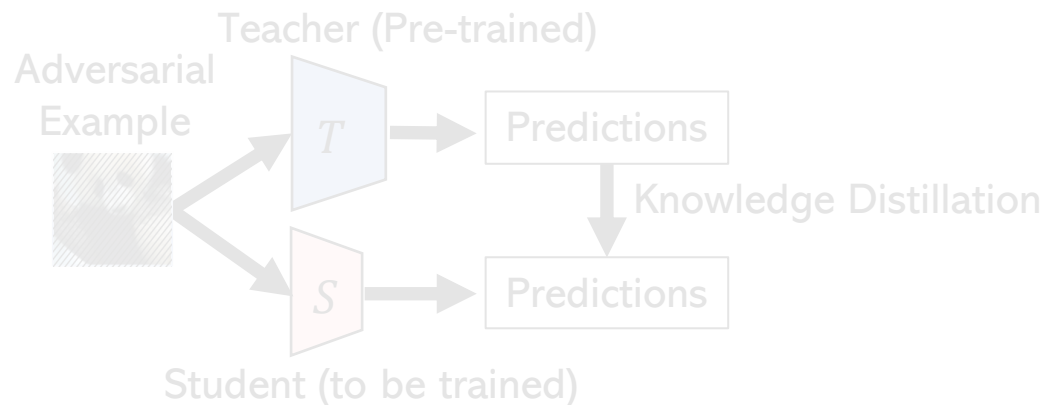 Teacher (Pre-trained)
Adversarial
Example
T
Predictions
Knowledge Distillation
S
Predictions
Student (to be trained)